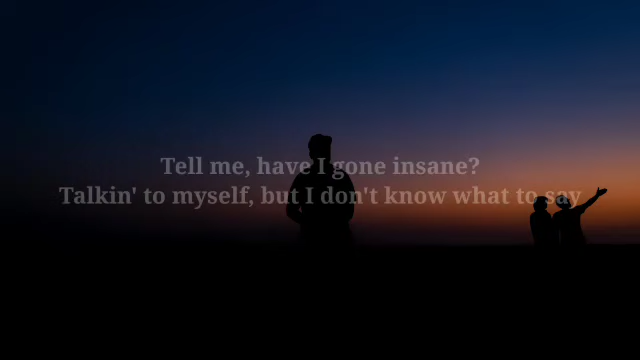 Tell me, have I gone insane?
Talkin' to myself, but I don't know what to say